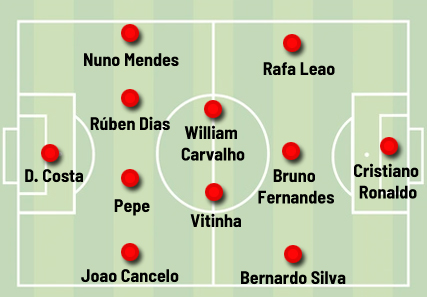 Nuno Mendes
Rafa Leao
Rúben Dias
William
Carvalho
D. Costa
Bruno
Fernandes
Cristiano
Ronaldo
Pepe
Vitinha
Joao Cancelo
Bernardo Silva